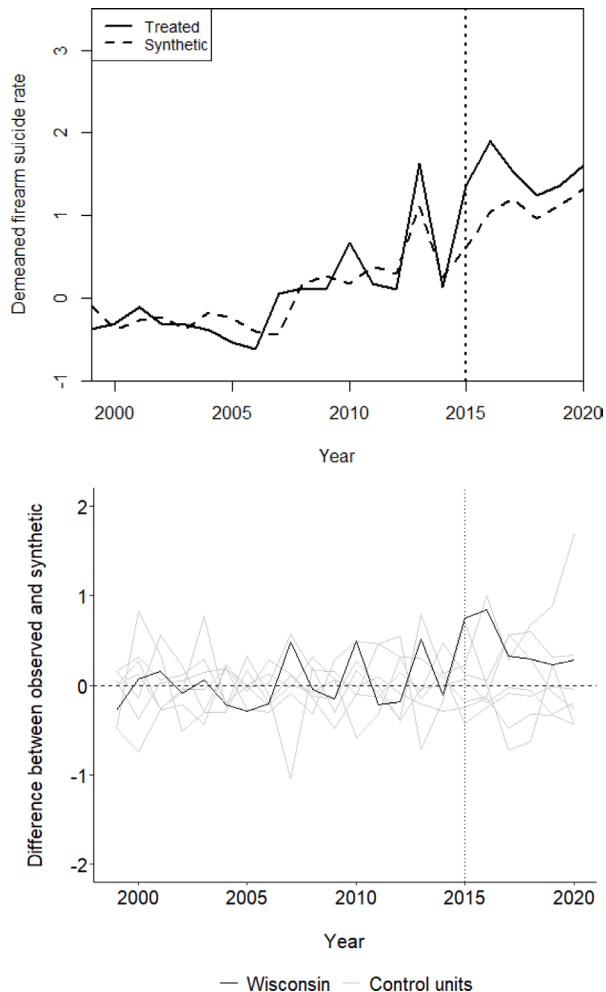 Treated
Synthetic
Demeaned firearm suicide rate
3
2
1
0
-1
2000 2005 2010 2015 2020
Year
Difference between observed and synthetic
2
1
0
-1
-2
2000 2005 2010 2015 2020
Year
Wisconsin Control units